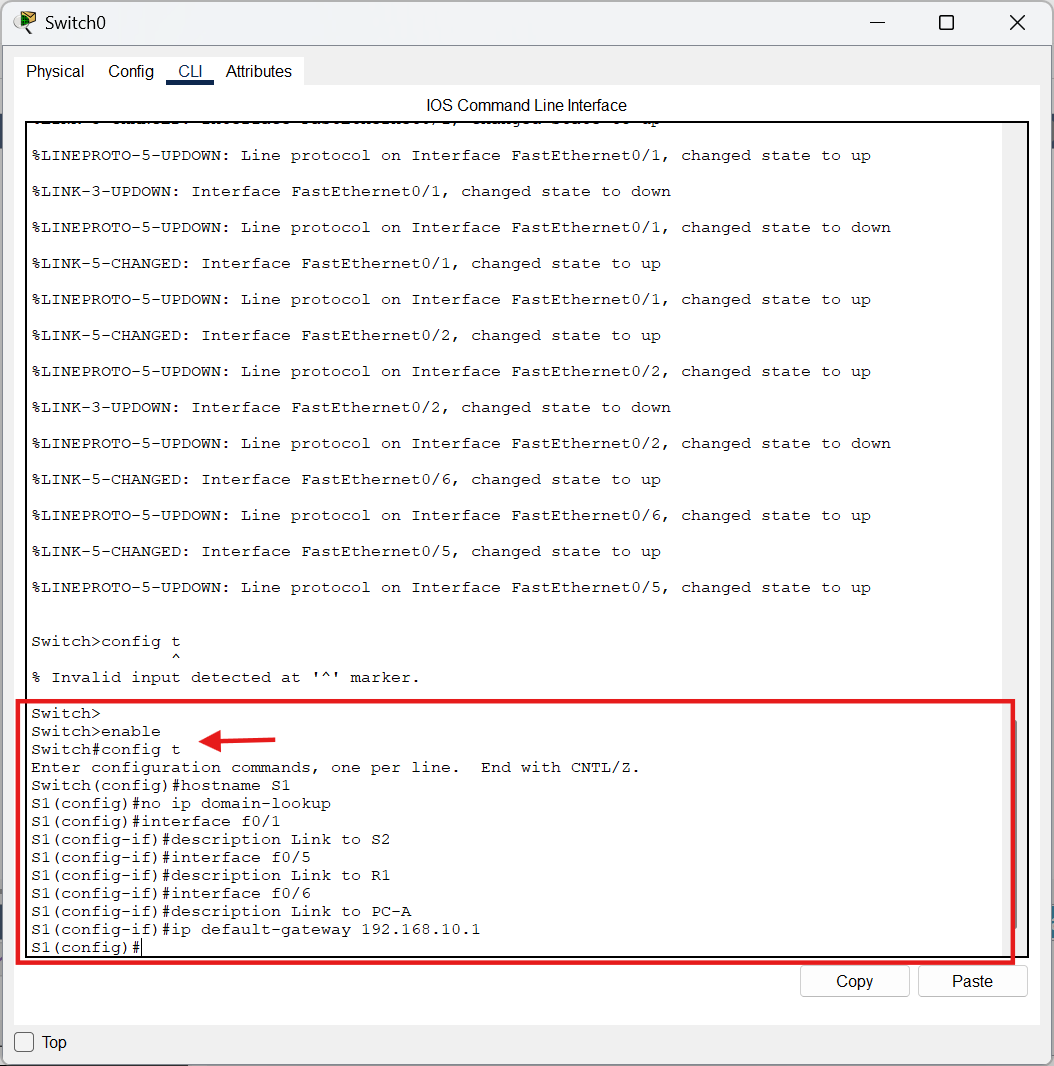 Switch0
Physical Config CLI Attributes
IOS Command Line Interface
%LINEPROTO-5-UPDOWN: Line protocol on Interface FastEthernet0/1, changed state to up
%LINK-3-UPDOWN: Interface FastEthernet0/1, changed state to down
%LINEPROTO-5-UPDOWN: Line protocol on Interface FastEthernet0/1, changed state to down
%LINK-5-CHANGED: Interface FastEthernet0/1, changed state to up
%LINEPROTO-5-UPDOWN: Line protocol on Interface FastEthernet0/1, changed state to up
%LINK-5-CHANGED: Interface FastEthernet0/2, changed state to up
%LINEPROTO-5-UPDOWN: Line protocol on Interface FastEthernet0/2, changed state to up
%LINK-3-UPDOWN: Interface FastEthernet0/2, changed state to down
%LINEPROTO-5-UPDOWN: Line protocol on Interface FastEthernet0/2, changed state to down
%LINK-5-CHANGED: Interface FastEthernet0/6, changed state to up
%LINEPROTO-5-UPDOWN: Line protocol on Interface FastEthernet0/6, changed state to up
%LINK-5-CHANGED: Interface FastEthernet0/5, changed state to up
%LINEPROTO-5-UPDOWN: Line protocol on Interface FastEthernet0/5, changed state to up
Switch>config t
^
% Invalid input detected at '^' marker.
Switch>
Switch>enable
Switch#config t
Enter configuration commands, one per line.  End with CNTL/Z.
Switch(config)#hostname S1
S1(config)#no ip domain-lookup
S1(config)#interface f0/1
S1(config-if)#description Link to S2
S1(config-if)#interface f0/5
S1(config-if)#description Link to R1
S1(config-if)#interface f0/6
S1(config-if)#description Link to PC-A
S1(config-if)#ip default-gateway 192.168.10.1
S1(config)#
Copy Paste
Top